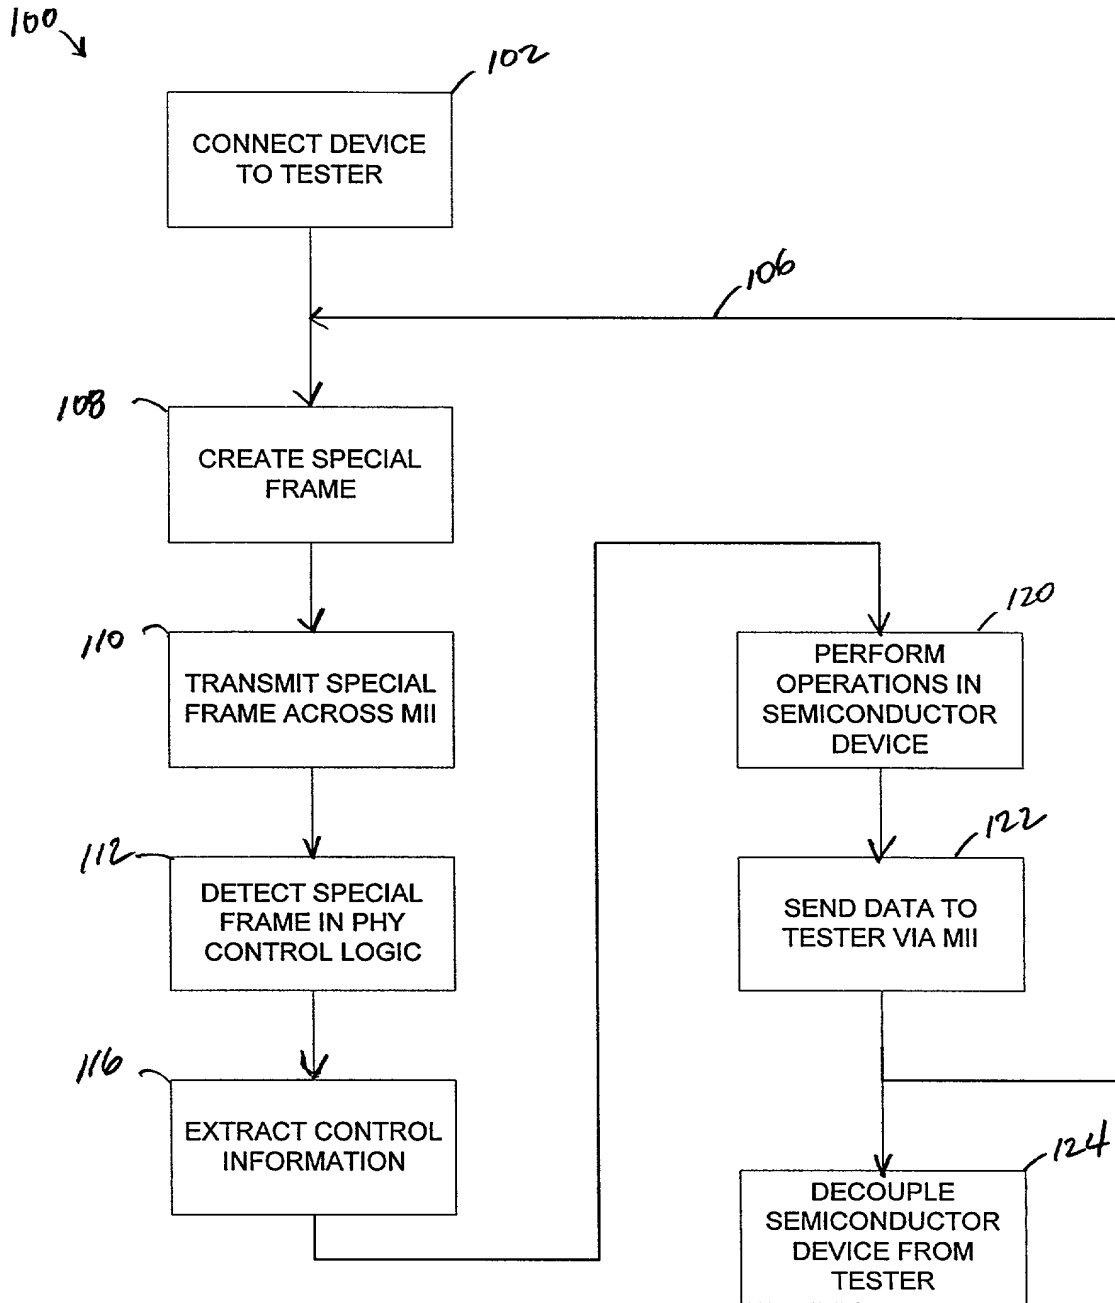 100
102
CONNECT DEVICE
TO TESTER
106
108
CREATE SPECIAL
FRAME
110
TRANSMIT SPECIAL
FRAME ACROSS MII
112
DETECT SPECIAL
FRAME IN PHY
CONTROL LOGIC
116
EXTRACT CONTROL
INFORMATION
120
PERFORM
OPERATIONS IN
SEMICONDUCTOR
DEVICE
122
SEND DATA TO
TESTER VIA MII
124
DECOUPLE
SEMICONDUCTOR
DEVICE FROM
TESTER